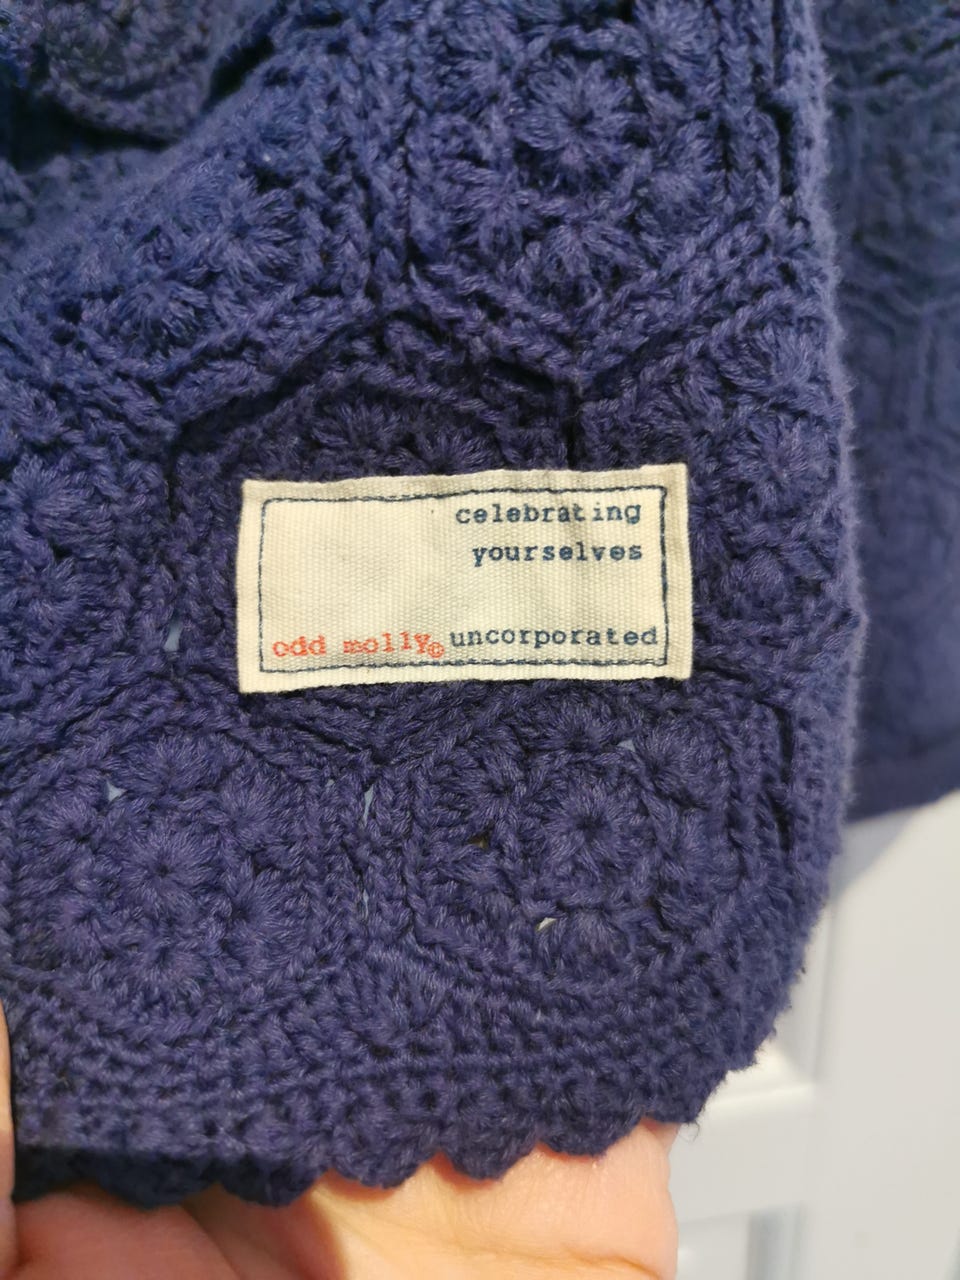 celebrating
yourselves
odd molly© uncorporated